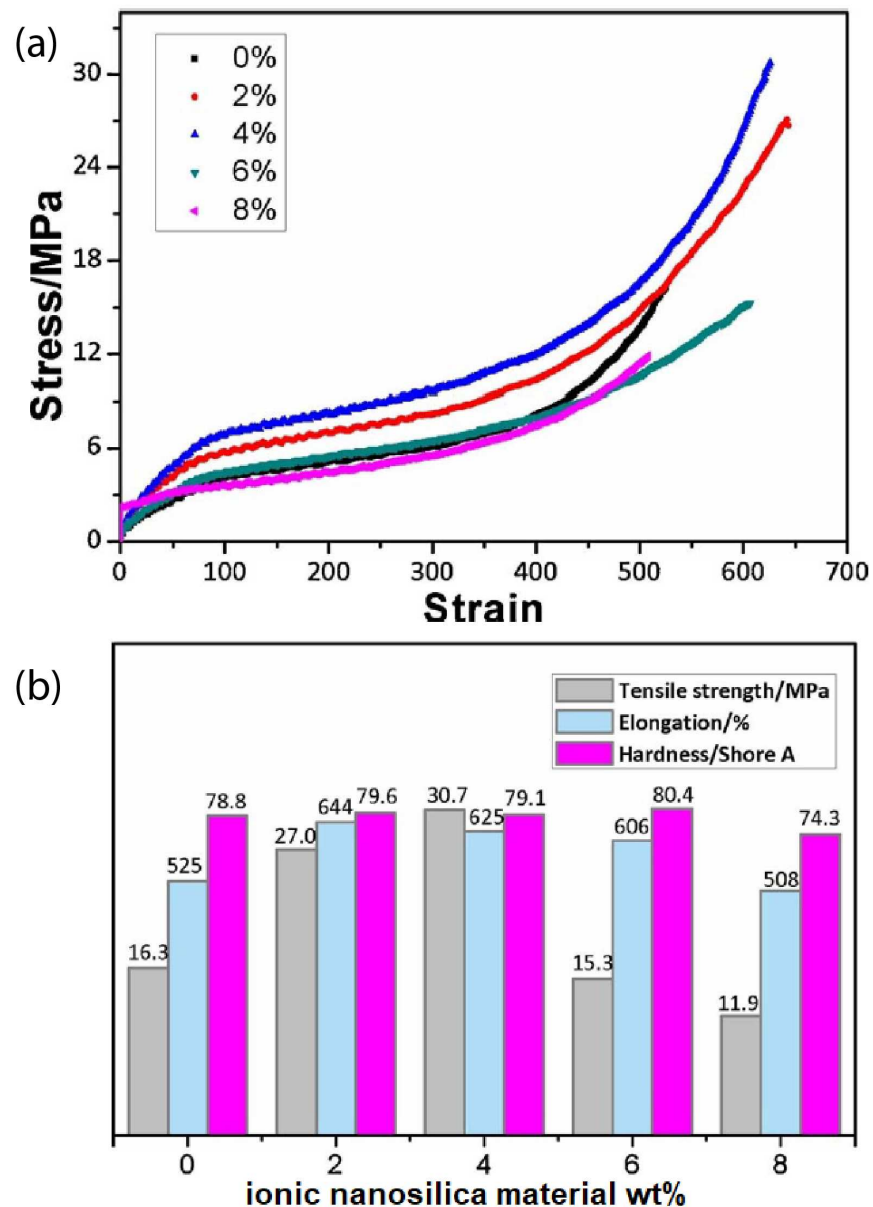 (a)
0%
2%
4%
6%
8%
30
24
18
12
6
0
Stress/MPa
0 100 200 300 400 500 600 700
Strain
(b)
Tensile strength/MPa
Elongation/%
Hardness/Shore A
16.3 525 78.8 27.0 644 79.6 30.7 625 79.1 15.3 606 80.4 11.9 508 74.3
0 2 4 6 8
ionic nanosilica material wt%